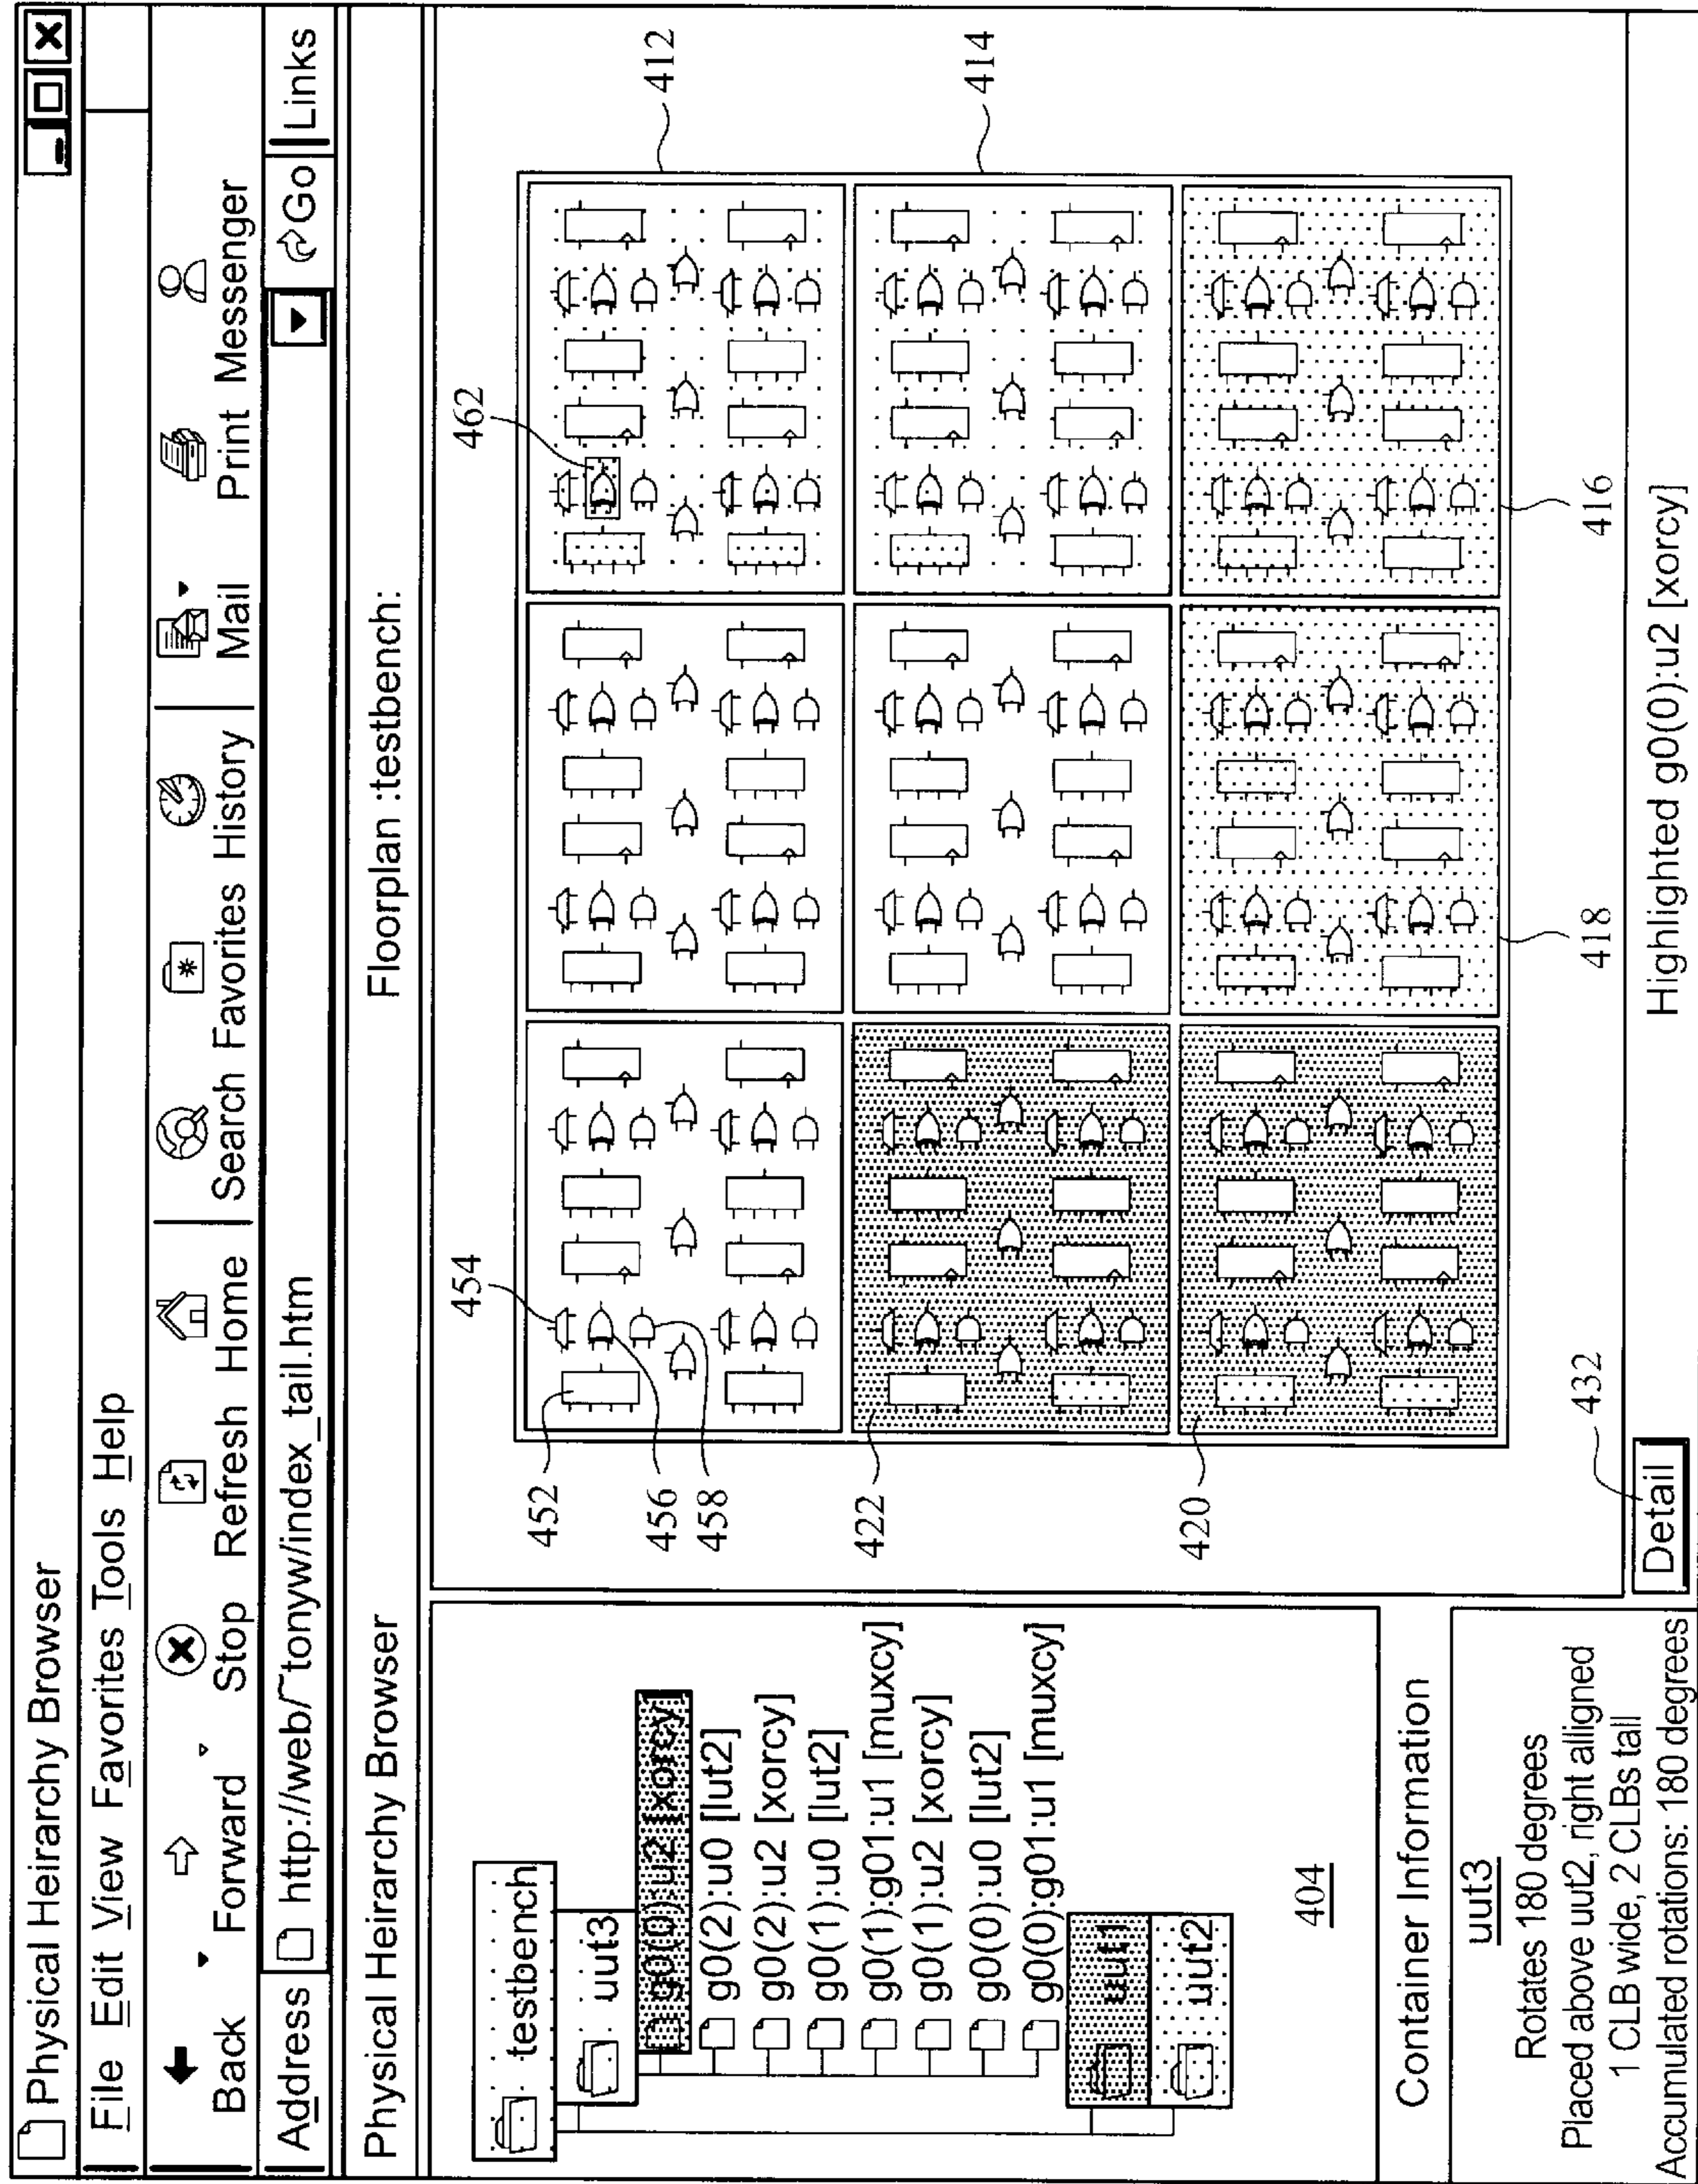 Physical Heirarchy Browser
File Edit View Favorites Tools Help
Back Forward Stop Refresh Home Search Favorites History Mail Print Messenger
Address http://web/~tonyw/index_tail.htm Go Links
Physical Heirarchy Browser
testbench
uut3
g0(0):u2 [xorcy]
g0(2):u0 [lut2]
g0(2):u2 [xorcy]
g0(1):u0 [lut2]
g0(1):g01:u1 [muxcy]
g0(1):u2 [xorcy]
g0(0):u0 [lut2]
g0(0):g01:u1 [muxcy]
uut1
uut2
404
Container Information
uut3
Rotates 180 degrees
Placed above uut2, right alligned
1 CLB wide, 2 CLBs tall
Accumulated rotations: 180 degrees
Floorplan :testbench:
452
454
456
458
462
412
414
422
420
418
416
432
Detail
Highlighted g0(0):u2 [xorcy]